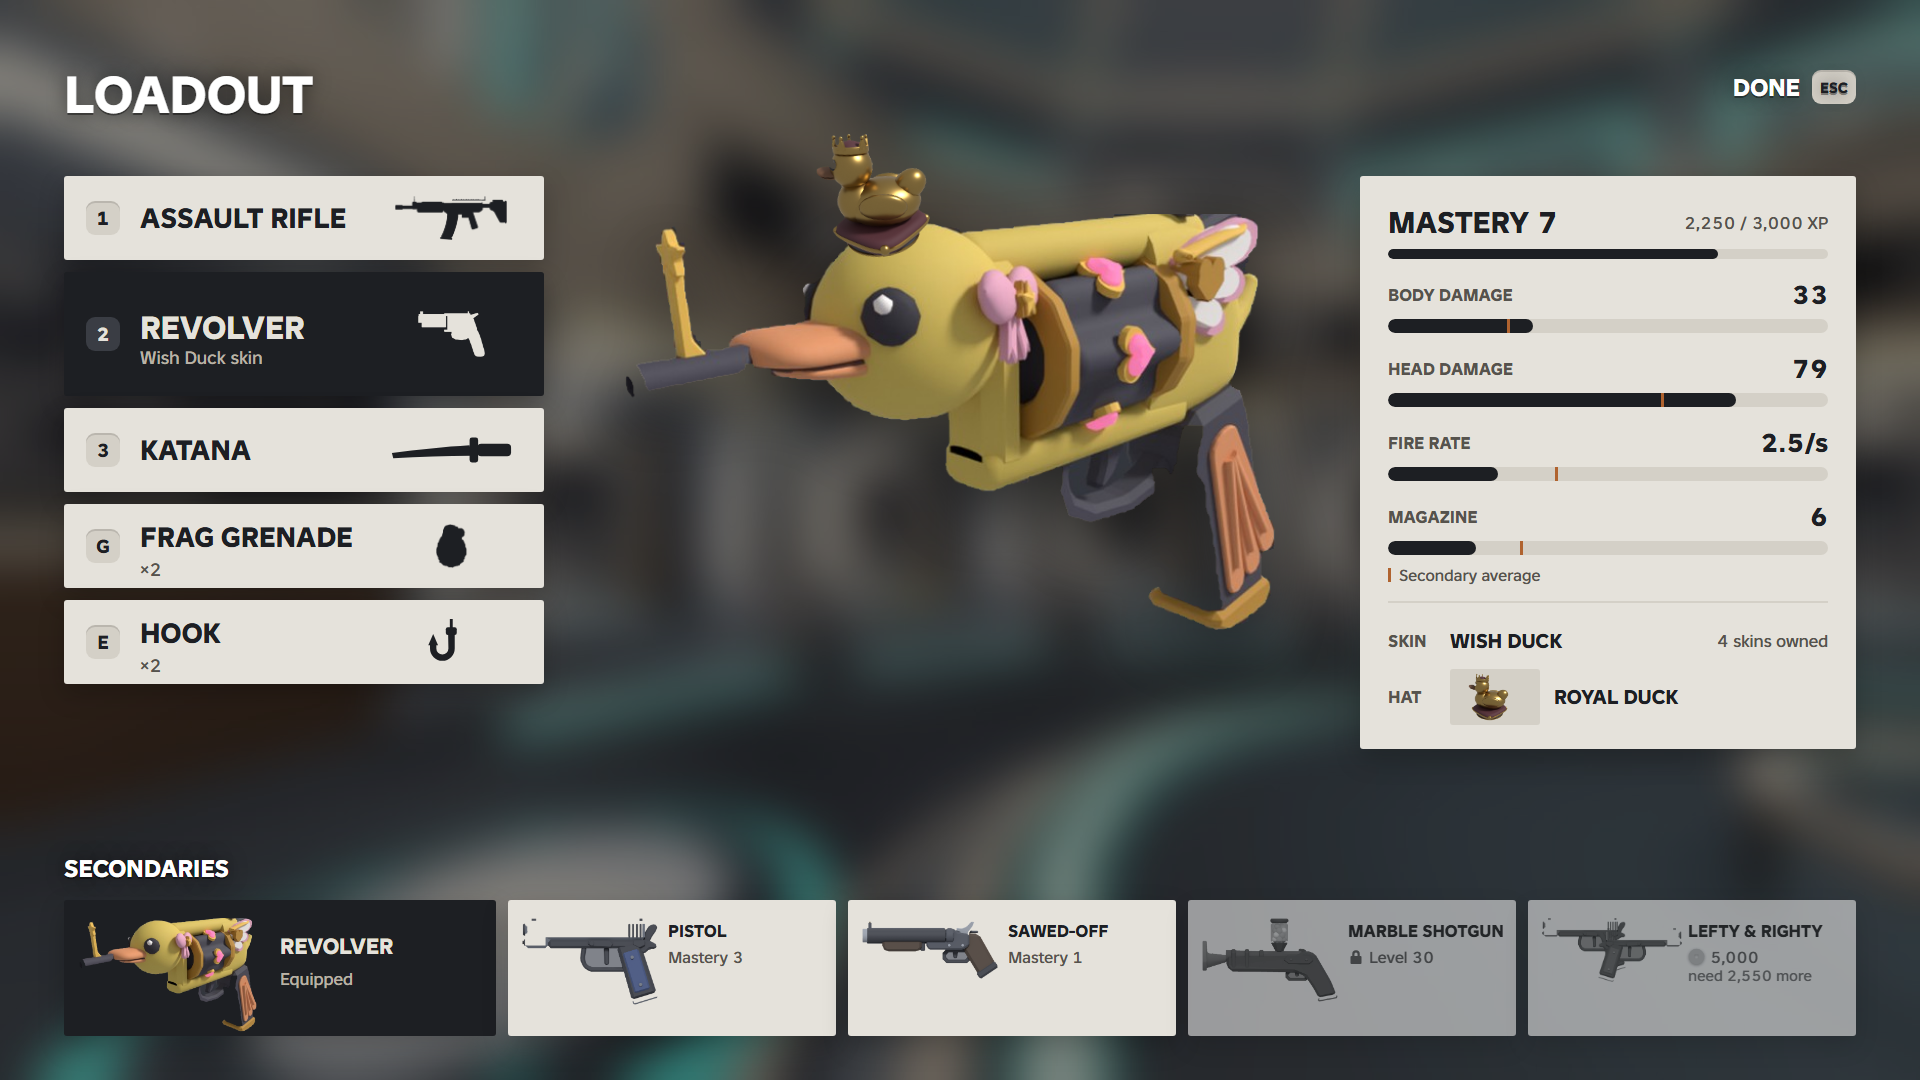 LOADOUT
DONE ESC
1 ASSAULT RIFLE
2 REVOLVER
Wish Duck skin
3 KATANA
G FRAG GRENADE
×2
E HOOK
×2
MASTERY 7 2,250 / 3,000 XP
BODY DAMAGE 33
HEAD DAMAGE 79
FIRE RATE 2.5/s
MAGAZINE 6
Secondary average
SKIN WISH DUCK 4 skins owned
HAT ROYAL DUCK
SECONDARIES
REVOLVER
Equipped
PISTOL
Mastery 3
SAWED-OFF
Mastery 1
MARBLE SHOTGUN
Level 30
LEFTY & RIGHTY
5,000
need 2,550 more